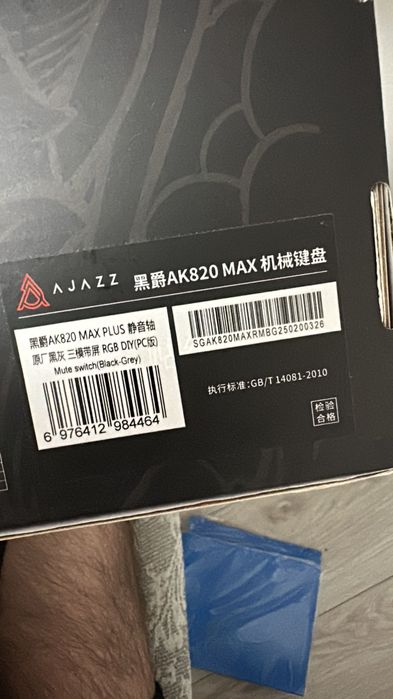 AJAZZ 黑爵AK820 MAX 机械键盘
黑爵AK820 MAX PLUS 静音轴
原厂黑灰 三模带屏 RGB DIY(PC版)
Mute switch(Black-Grey)
6 976412 984464
SGAK820MAXRMBG250200326
执行标准:GB/T 14081-2010
检验
合格